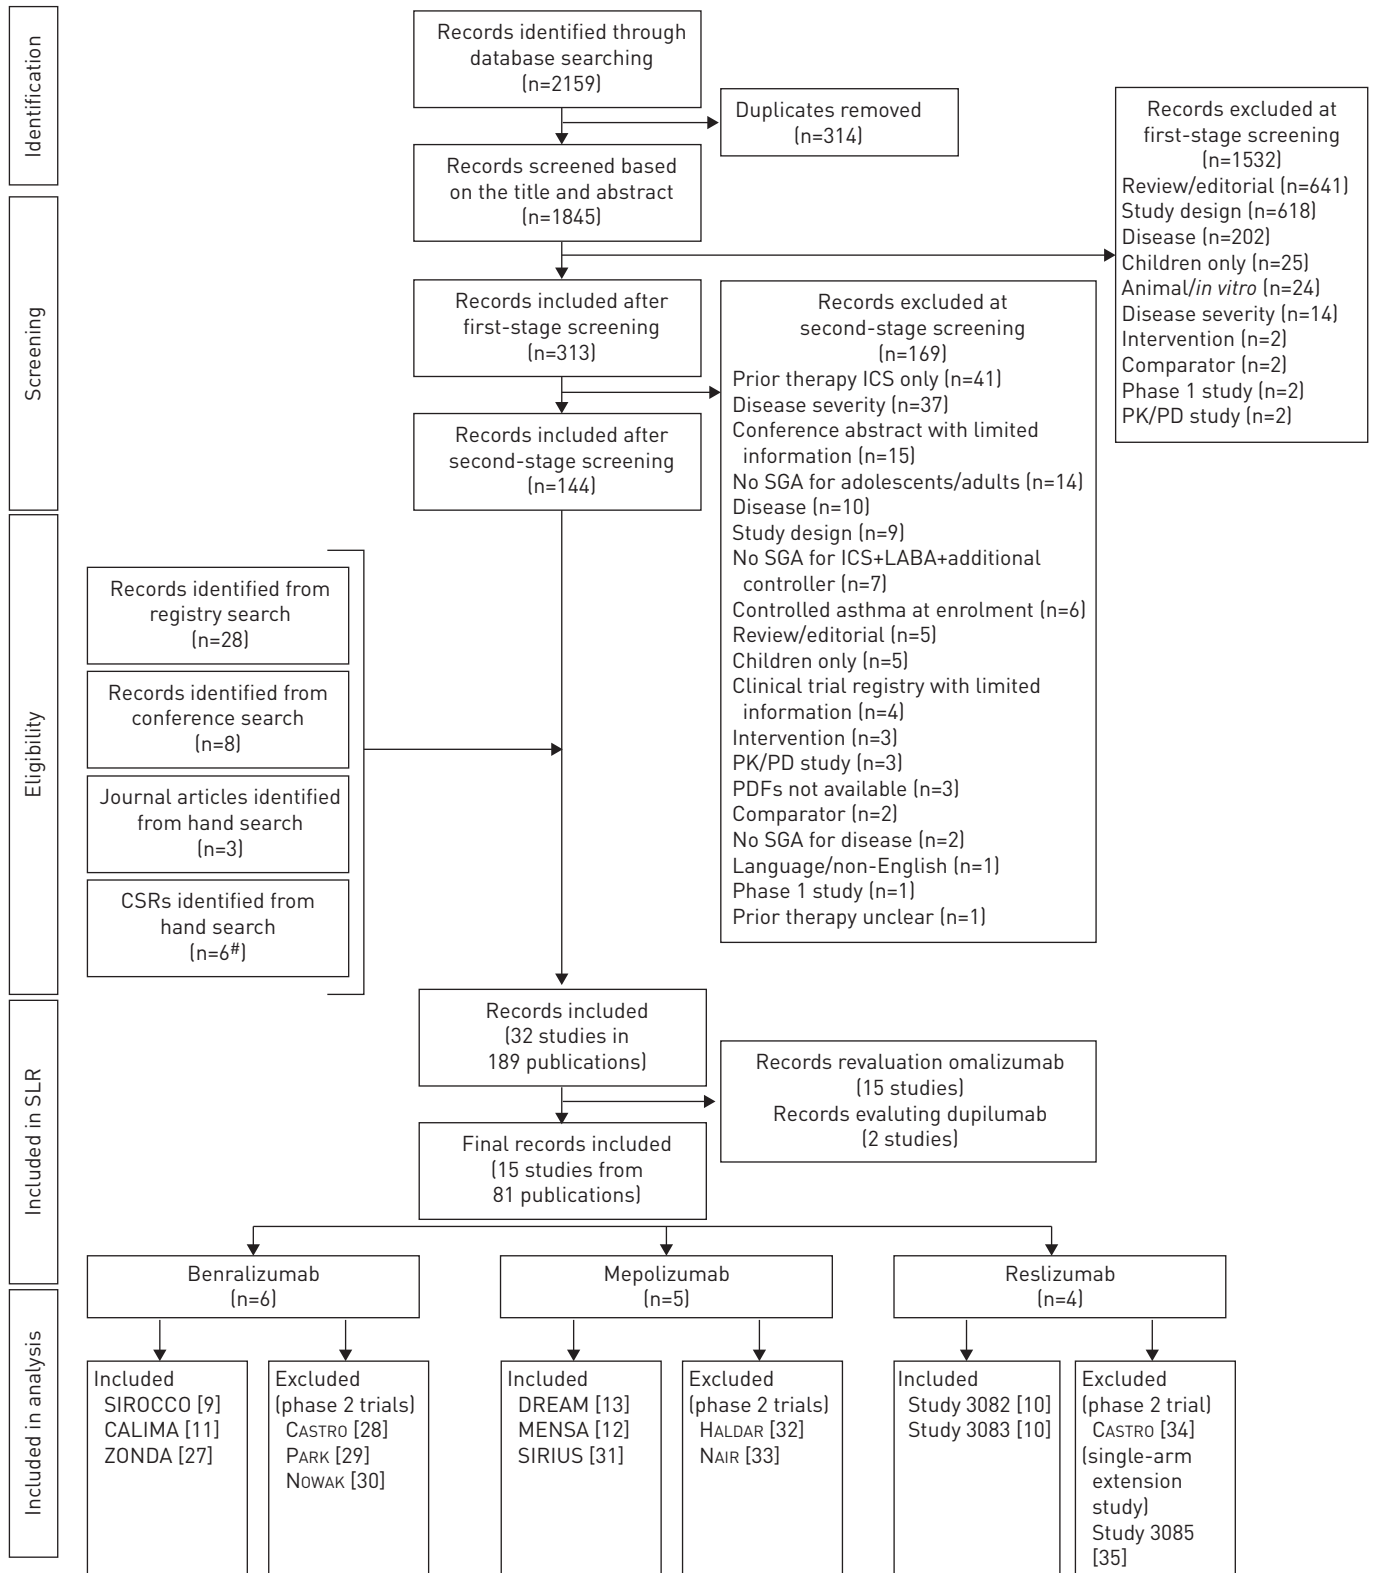 Identification
Records identified through
database searching
(n=2159)
Duplicates removed
(n=314)
Records excluded at
first-stage screening
(n=1532)
Review/editorial (n=641)
Study design (n=618)
Disease (n=202)
Children only (n=25)
Animal/in vitro (n=24)
Disease severity (n=14)
Intervention (n=2)
Comparator (n=2)
Phase 1 study (n=2)
PK/PD study (n=2)
Records screened based
on the title and abstract
(n=1845)
Screening
Records included after
first-stage screening
(n=313)
Records excluded at
second-stage screening
(n=169)
Prior therapy ICS only (n=41)
Disease severity (n=37)
Conference abstract with limited
information (n=15)
No SGA for adolescents/adults (n=14)
Disease (n=10)
Study design (n=9)
No SGA for ICS+LABA+additional
controller (n=7)
Controlled asthma at enrolment (n=6)
Review/editorial (n=5)
Children only (n=5)
Clinical trial registry with limited
information (n=4)
Intervention (n=3)
PK/PD study (n=3)
PDFs not available (n=3)
Comparator (n=2)
No SGA for disease (n=2)
Language/non-English (n=1)
Phase 1 study (n=1)
Prior therapy unclear (n=1)
Records included after
second-stage screening
(n=144)
Eligibility
Records identified from
registry search
(n=28)
Records identified from
conference search
(n=8)
Journal articles identified
from hand search
(n=3)
CSRs identified from
hand search
(n=6#)
Included in SLR
Records included
(32 studies in
189 publications)
Records revaluation omalizumab
(15 studies)
Records evaluting dupilumab
(2 studies)
Final records included
(15 studies from
81 publications)
Benralizumab
(n=6)
Mepolizumab
(n=5)
Reslizumab
(n=4)
Included in analysis
Included
SIROCCO [9]
CALIMA [11]
ZONDA [27]
Excluded
(phase 2 trials)
CASTRO [28]
PARK [29]
NOWAK [30]
Included
DREAM [13]
MENSA [12]
SIRIUS [31]
Excluded
(phase 2 trials)
HALDAR [32]
NAIR [33]
Included
Study 3082 [10]
Study 3083 [10]
Excluded
(phase 2 trial)
CASTRO [34]
(single-arm
extension
study)
Study 3085
[35]